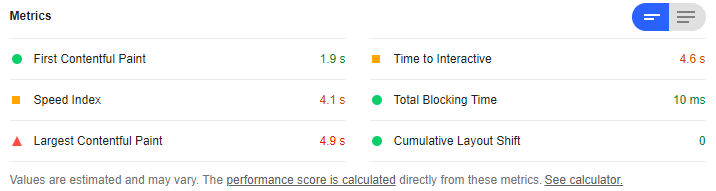 Metrics
First Contentful Paint 1.9 s
Time to Interactive 4.6 s
Speed Index 4.1 s
Total Blocking Time 10 ms
Largest Contentful Paint 4.9 s
Cumulative Layout Shift 0
Values are estimated and may vary. The performance score is calculated directly from these metrics. See calculator.